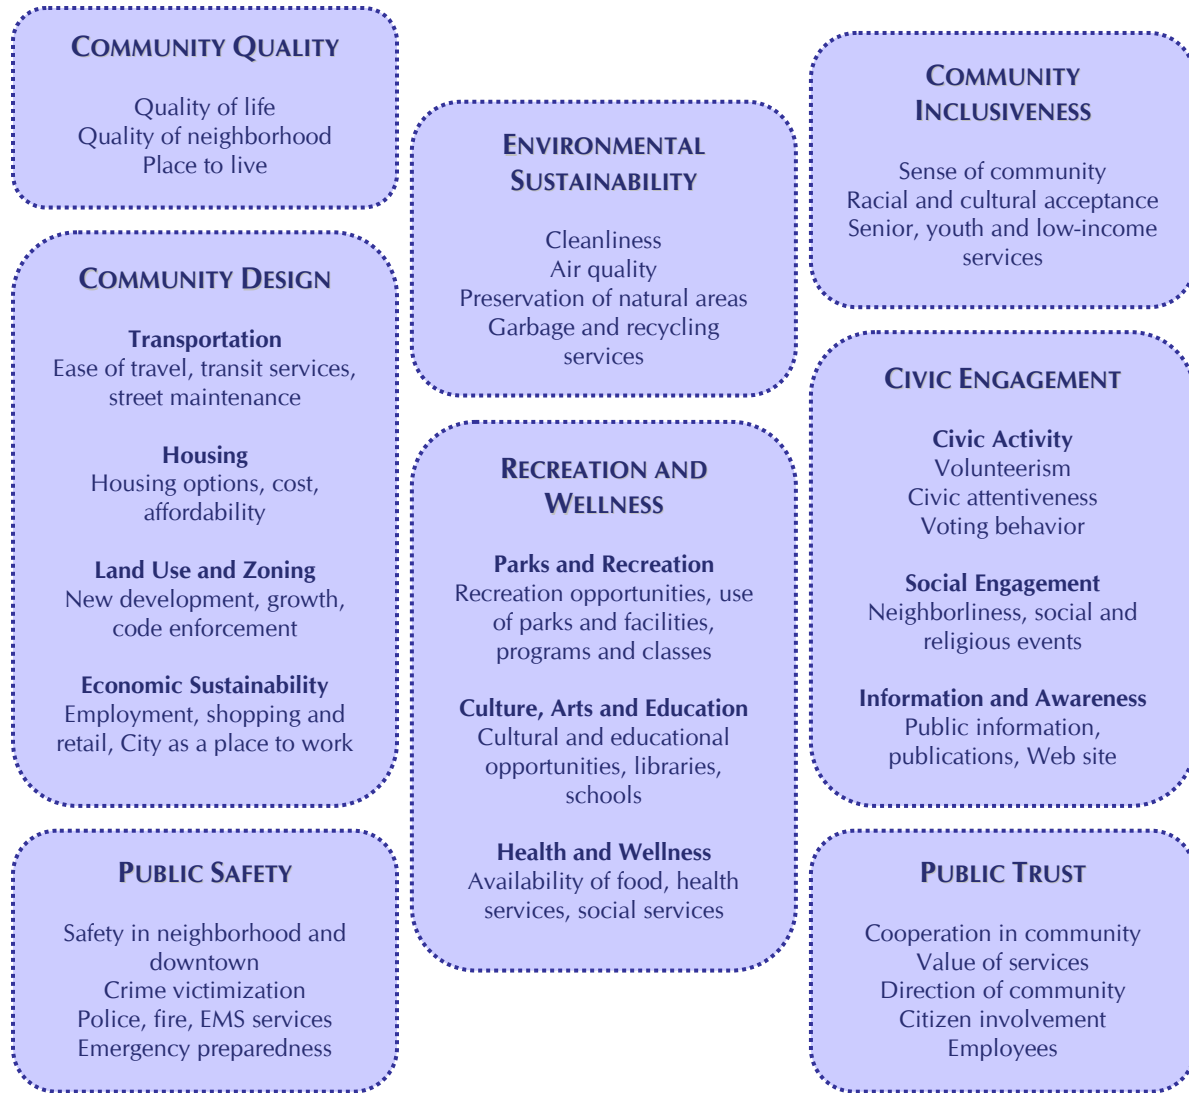 COMMUNITY QUALITY
Quality of life
Quality of neighborhood
Place to live
COMMUNITY DESIGN
Transportation
Ease of travel, transit services,
street maintenance
Housing
Housing options, cost,
affordability
Land Use and Zoning
New development, growth,
code enforcement
Economic Sustainability
Employment, shopping and
retail, City as a place to work
PUBLIC SAFETY
Safety in neighborhood and
downtown
Crime victimization
Police, fire, EMS services
Emergency preparedness
ENVIRONMENTAL
SUSTAINABILITY
Cleanliness
Air quality
Preservation of natural areas
Garbage and recycling
services
RECREATION AND
WELLNESS
Parks and Recreation
Recreation opportunities, use
of parks and facilities,
programs and classes
Culture, Arts and Education
Cultural and educational
opportunities, libraries,
schools
Health and Wellness
Availability of food, health
services, social services
COMMUNITY
INCLUSIVENESS
Sense of community
Racial and cultural acceptance
Senior, youth and low-income
services
CIVIC ENGAGEMENT
Civic Activity
Volunteerism
Civic attentiveness
Voting behavior
Social Engagement
Neighborliness, social and
religious events
Information and Awareness
Public information,
publications, Web site
PUBLIC TRUST
Cooperation in community
Value of services
Direction of community
Citizen involvement
Employees